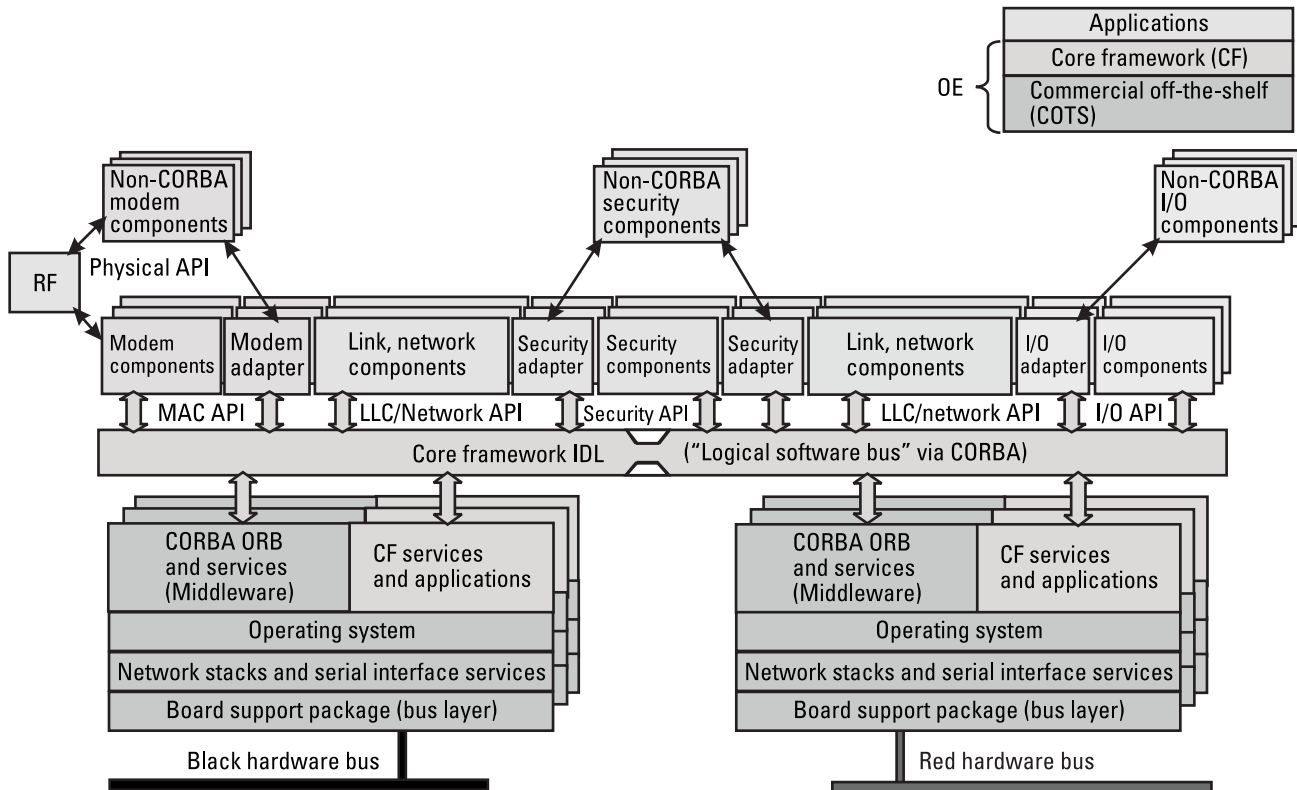 Applications
Core framework (CF)
OE
Commercial off-the-shelf
(COTS)
Non-CORBA
modem
components
Non-CORBA
security
components
Non-CORBA
I/O
components
RF
Physical API
Modem
components
Modem
adapter
Link, network
components
Security
adapter
Security
components
Security
adapter
Link, network
components
I/O
adapter
I/O
components
MAC API
LLC/Network API
Security API
LLC/network API
I/O API
Core framework IDL
(“Logical software bus” via CORBA)
CORBA ORB
and services
(Middleware)
CF services
and applications
Operating system
Network stacks and serial interface services
Board support package (bus layer)
Black hardware bus
CORBA ORB
and services
(Middleware)
CF services
and applications
Operating system
Network stacks and serial interface services
Board support package (bus layer)
Red hardware bus